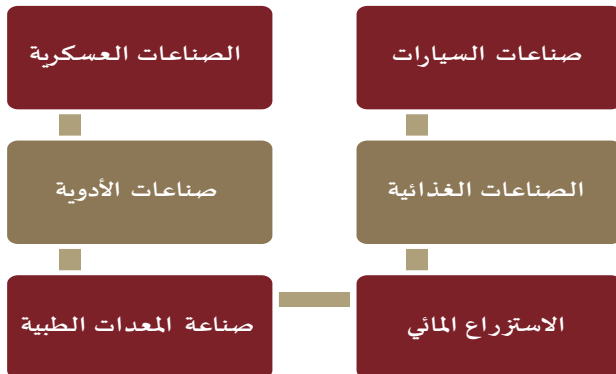 صناعات السيارات
الصناعات العسكرية
الصناعات الغذائية
صناعات الأدوية
الاستزراع المائي
صناعة المعدات الطبية